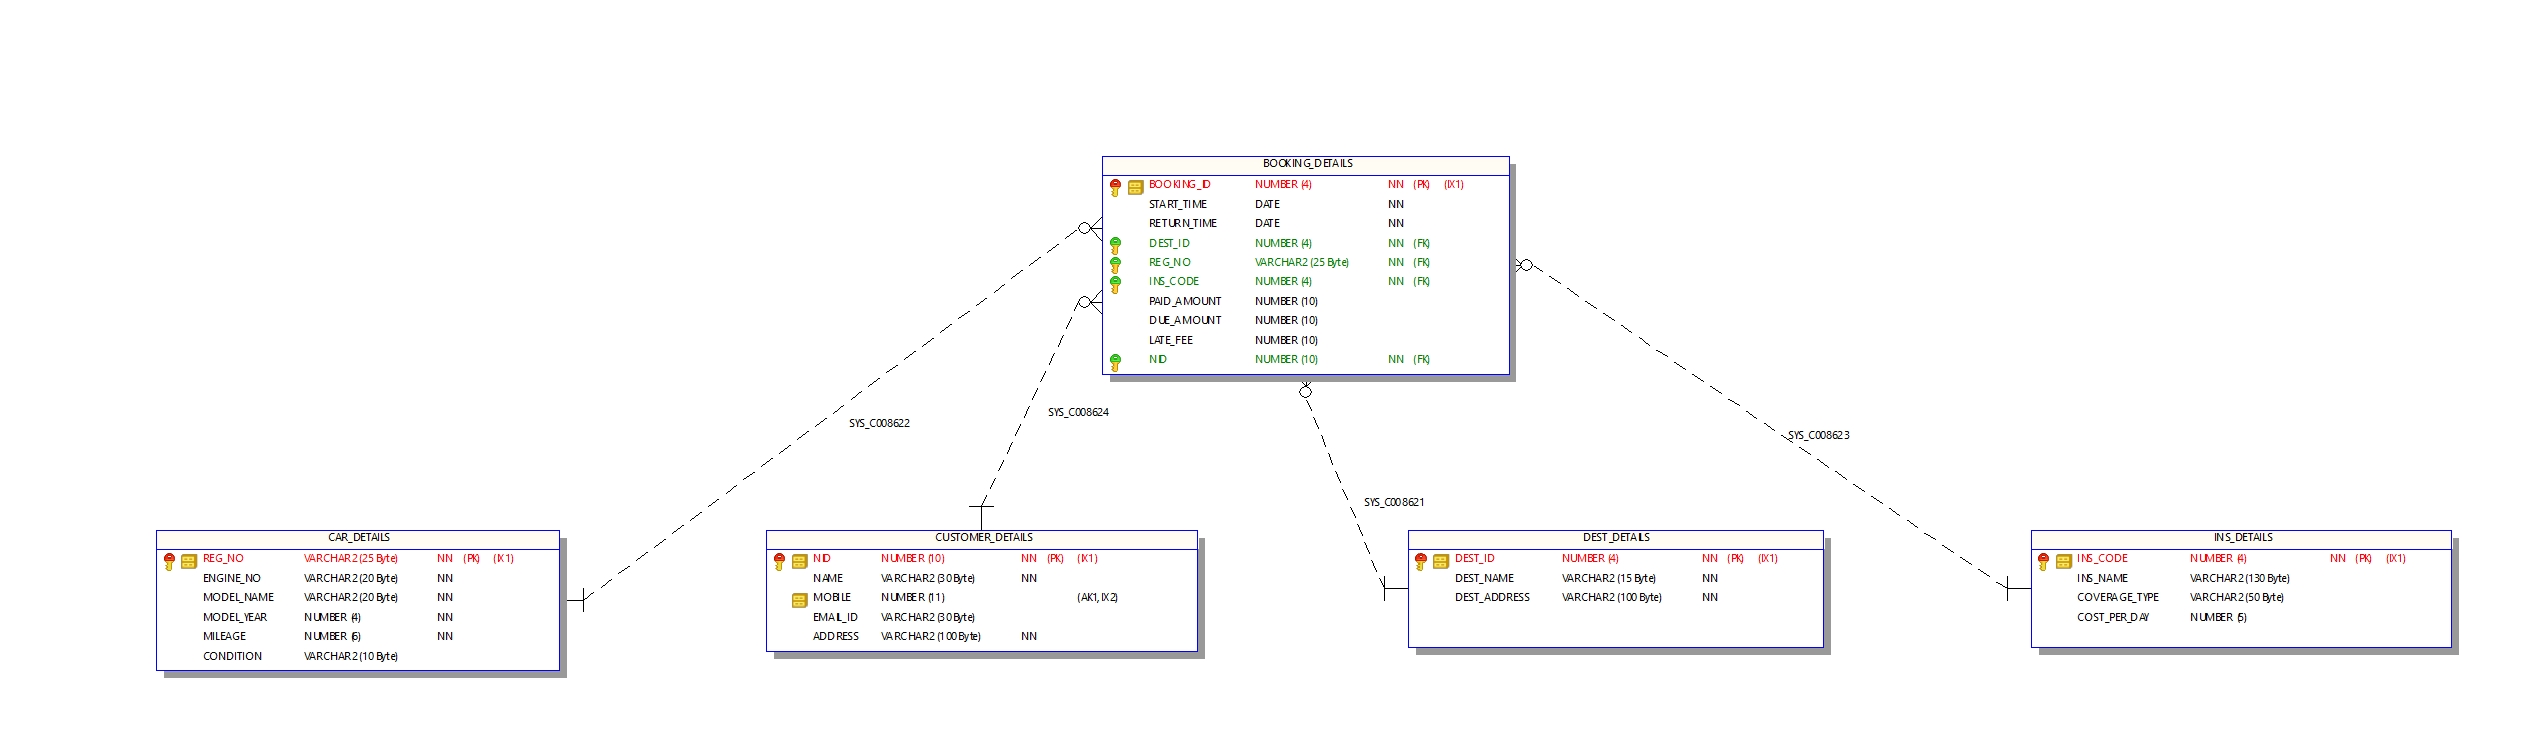 BOOKING_DETAILS
BOOKING_ID NUMBER (4) NN (PK) (IX1)
START_TIME DATE NN
RETURN_TIME DATE NN
DEST_ID NUMBER (4) NN (FK)
REG_NO VARCHAR2 (25 Byte) NN (FK)
INS_CODE NUMBER (4) NN (FK)
PAID_AMOUNT NUMBER (10)
DUE_AMOUNT NUMBER (10)
LATE_FEE NUMBER (10)
NID NUMBER (10) NN (FK)
SYS_C008622
SYS_C008624
SYS_C008621
SYS_C008623
CAR_DETAILS
REG_NO VARCHAR2 (25 Byte) NN (PK) (IX1)
ENGINE_NO VARCHAR2 (20 Byte) NN
MODEL_NAME VARCHAR2 (20 Byte) NN
MODEL_YEAR NUMBER (4) NN
MILEAGE NUMBER (6) NN
CONDITION VARCHAR2 (10 Byte)
CUSTOMER_DETAILS
NID NUMBER (10) NN (PK) (IX1)
NAME VARCHAR2 (30 Byte) NN
MOBILE NUMBER (11) (AK1,IX2)
EMAIL_ID VARCHAR2 (30 Byte)
ADDRESS VARCHAR2 (100 Byte) NN
DEST_DETAILS
DEST_ID NUMBER (4) NN (PK) (IX1)
DEST_NAME VARCHAR2 (15 Byte) NN
DEST_ADDRESS VARCHAR2 (100 Byte) NN
INS_DETAILS
INS_CODE NUMBER (4) NN (PK) (IX1)
INS_NAME VARCHAR2 (130 Byte)
COVERAGE_TYPE VARCHAR2 (50 Byte)
COST_PER_DAY NUMBER (5)